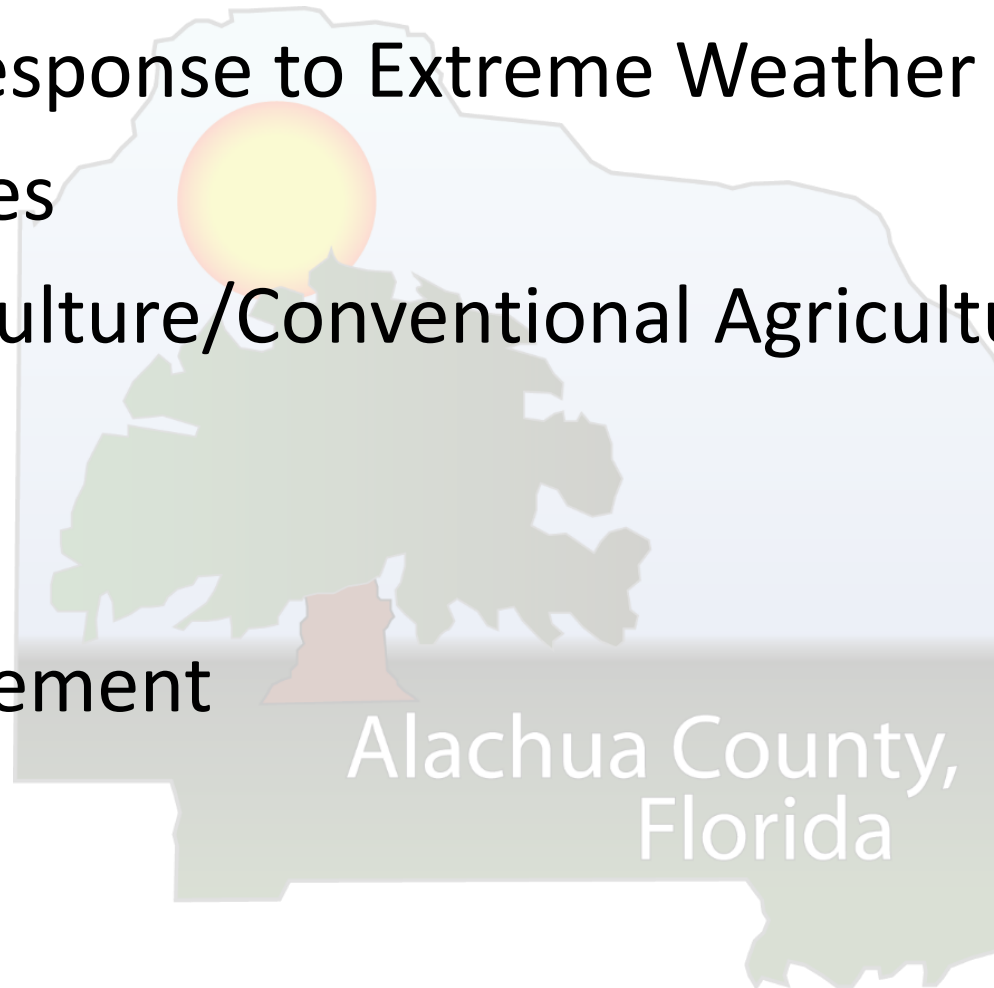 esponse to Extreme Weather
es
ulture/Conventional Agricultu
ement
Alachua County,
Florida